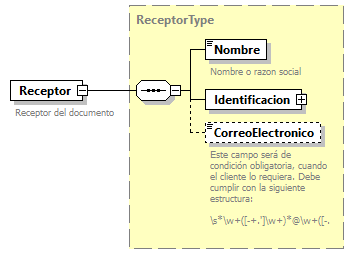 ReceptorType
Nombre
Nombre o razon social
Receptor
Receptor del documento
Identificacion
CorreoElectronico
Este campo será de
condición obligatoria, cuando
el cliente lo requiera. Debe
cumplir con la siguiente
estructura:
\s*\w+([-+.']\w+)*@\w+([-.